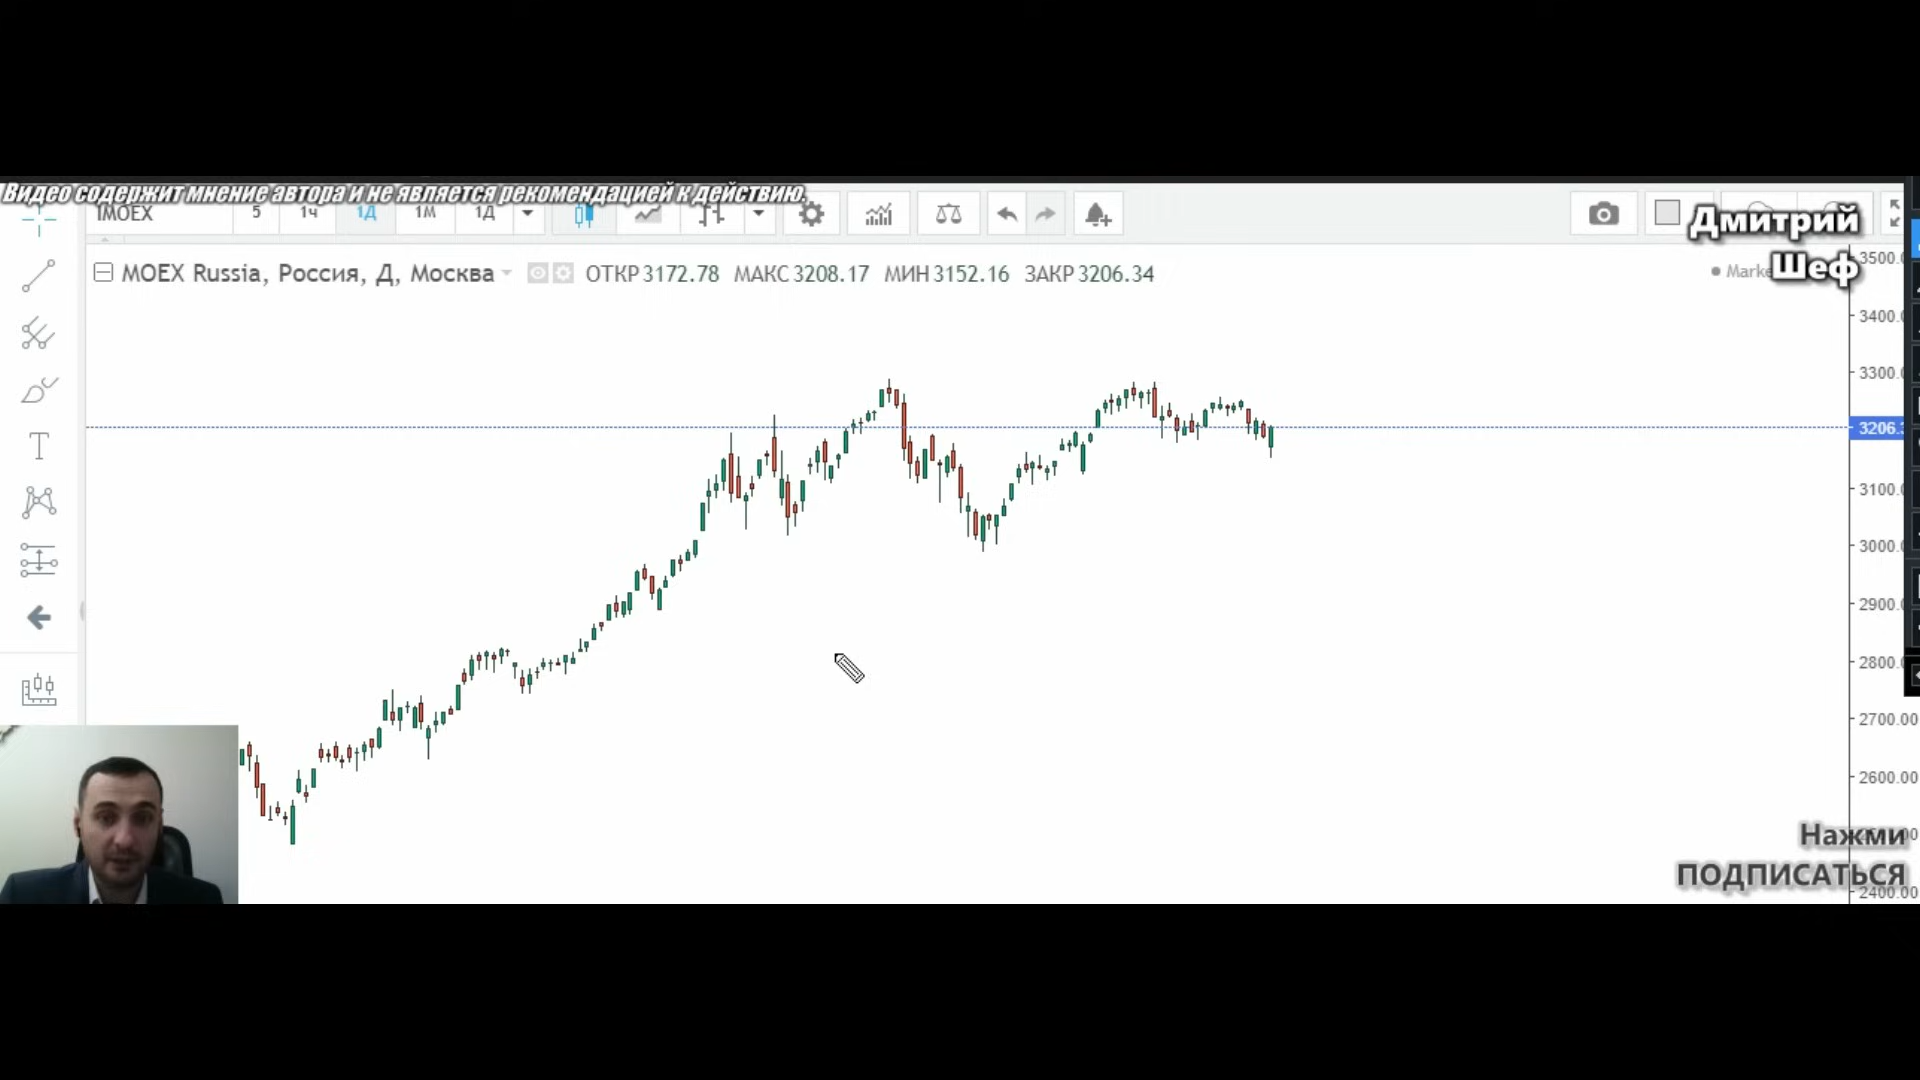 Видео содержит мнение автора и не является рекомендацией к действию.
IMOEX 5 1ч 1Д 1М 1Д
Дмитрий
Шеф
MOEX Russia, Россия, Д, Москва ОТКР 3172.78 МАКС 3208.17 МИН 3152.16 ЗАКР 3206.34
3500.
3400.
3300.
3206.3
3100.
3000.
2900.
2800.
2700.00
2600.00
Нажми
ПОДПИСАТЬСЯ
2400.00
T